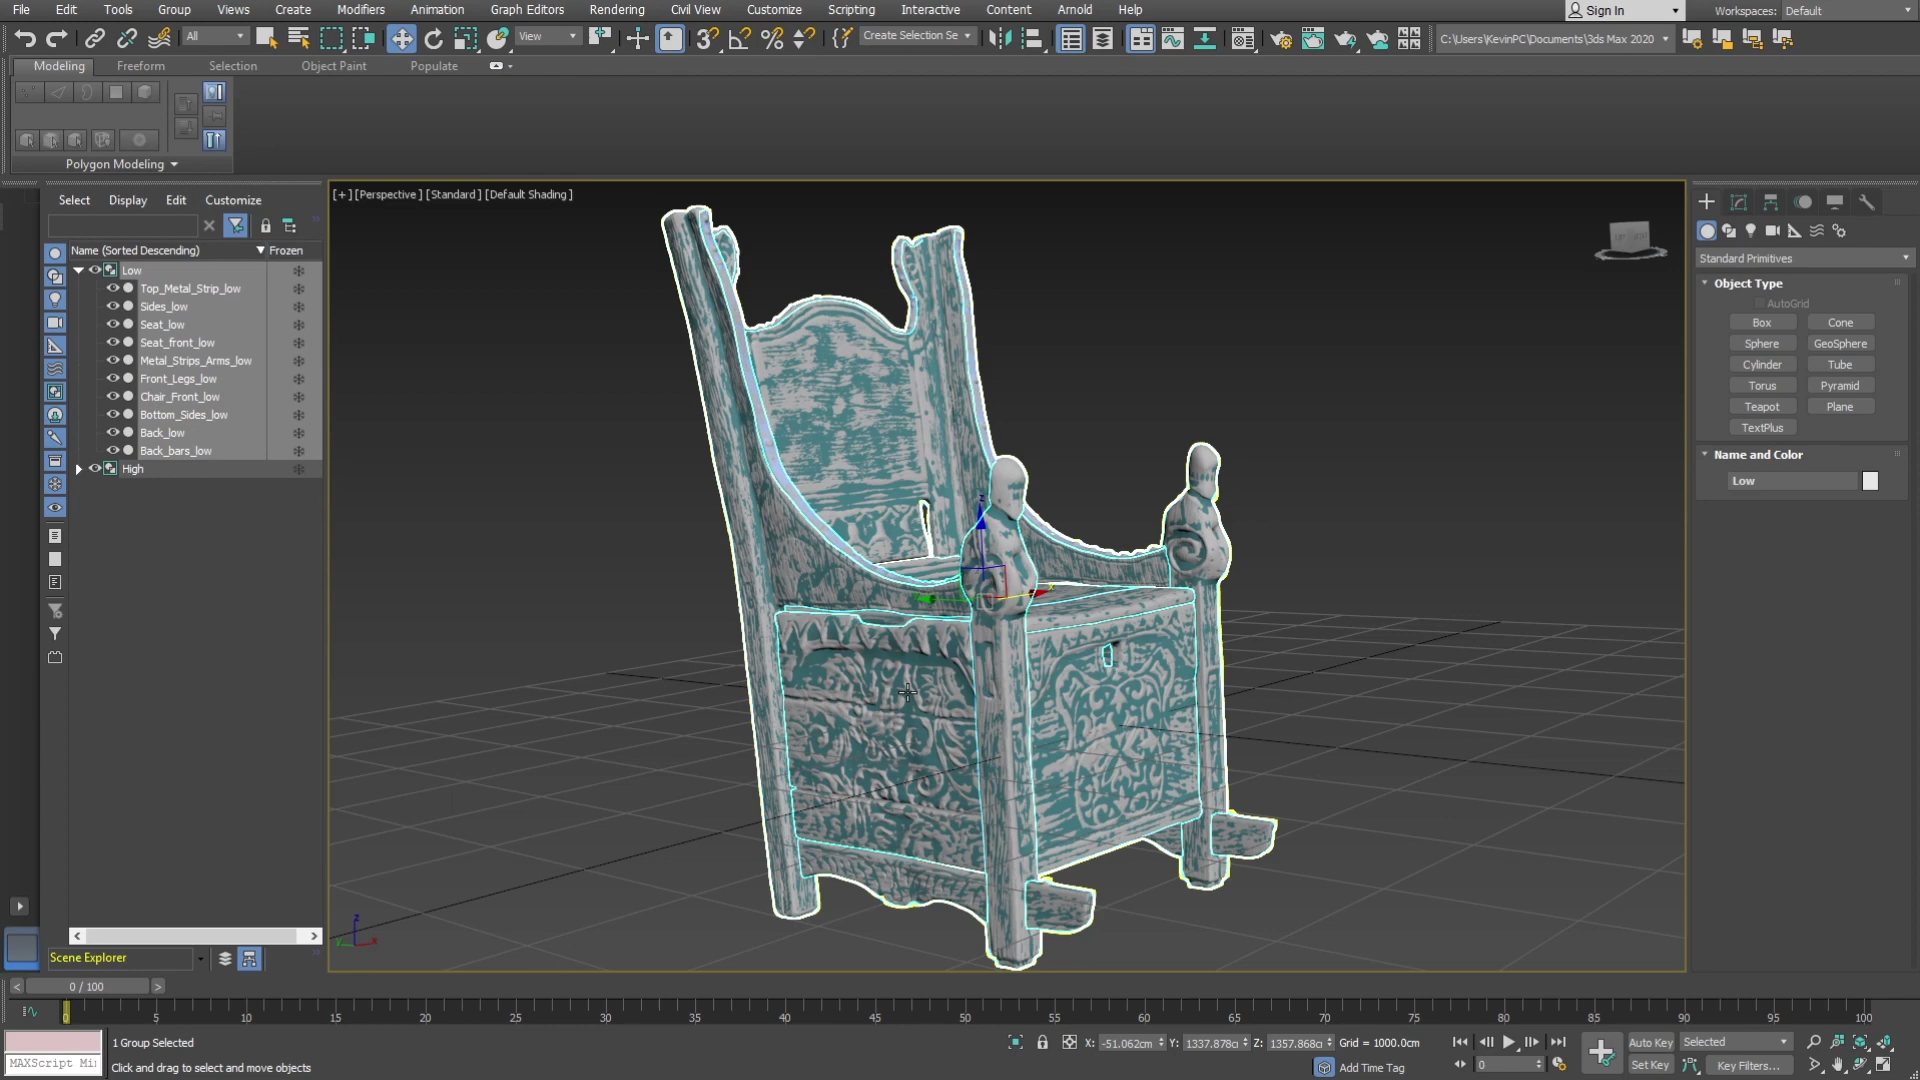 File Edit Tools Group Views Create Modifiers Animation Graph Editors Rendering Civil View Customize Scripting Interactive Content Arnold Help
Sign In Workspaces: Default
All View Create Selection Se C:\Users\KevinPC\Documents\3ds Max 2020
Modeling Freeform Selection Object Paint Populate
Polygon Modeling
Select Display Edit Customize
[+] [Perspective] [Standard] [Default Shading]
Name (Sorted Descending) Frozen
Low
Top_Metal_Strip_low
Sides_low
Seat_low
Seat_front_low
Metal_Strips_Arms_low
Front_Legs_low
Chair_Front_low
Bottom_Sides_low
Back_low
Back_bars_low
High
Standard Primitives
Object Type
AutoGrid
Box Cone
Sphere GeoSphere
Cylinder Tube
Torus Pyramid
Teapot Plane
TextPlus
Name and Color
Low
z
x
z
y x
Scene Explorer
< 0 / 100 >
0 5 10 15 20 25 30 35 40 45 50 55 60 65 70 75 80 85 90 95 100
1 Group Selected X: -51.062cm Y: 1337.878c Z: 1357.868c Grid = 1000.0cm Auto Key Selected
MAXScript Mi Click and drag to select and move objects Add Time Tag 0 Set Key Key Filters...